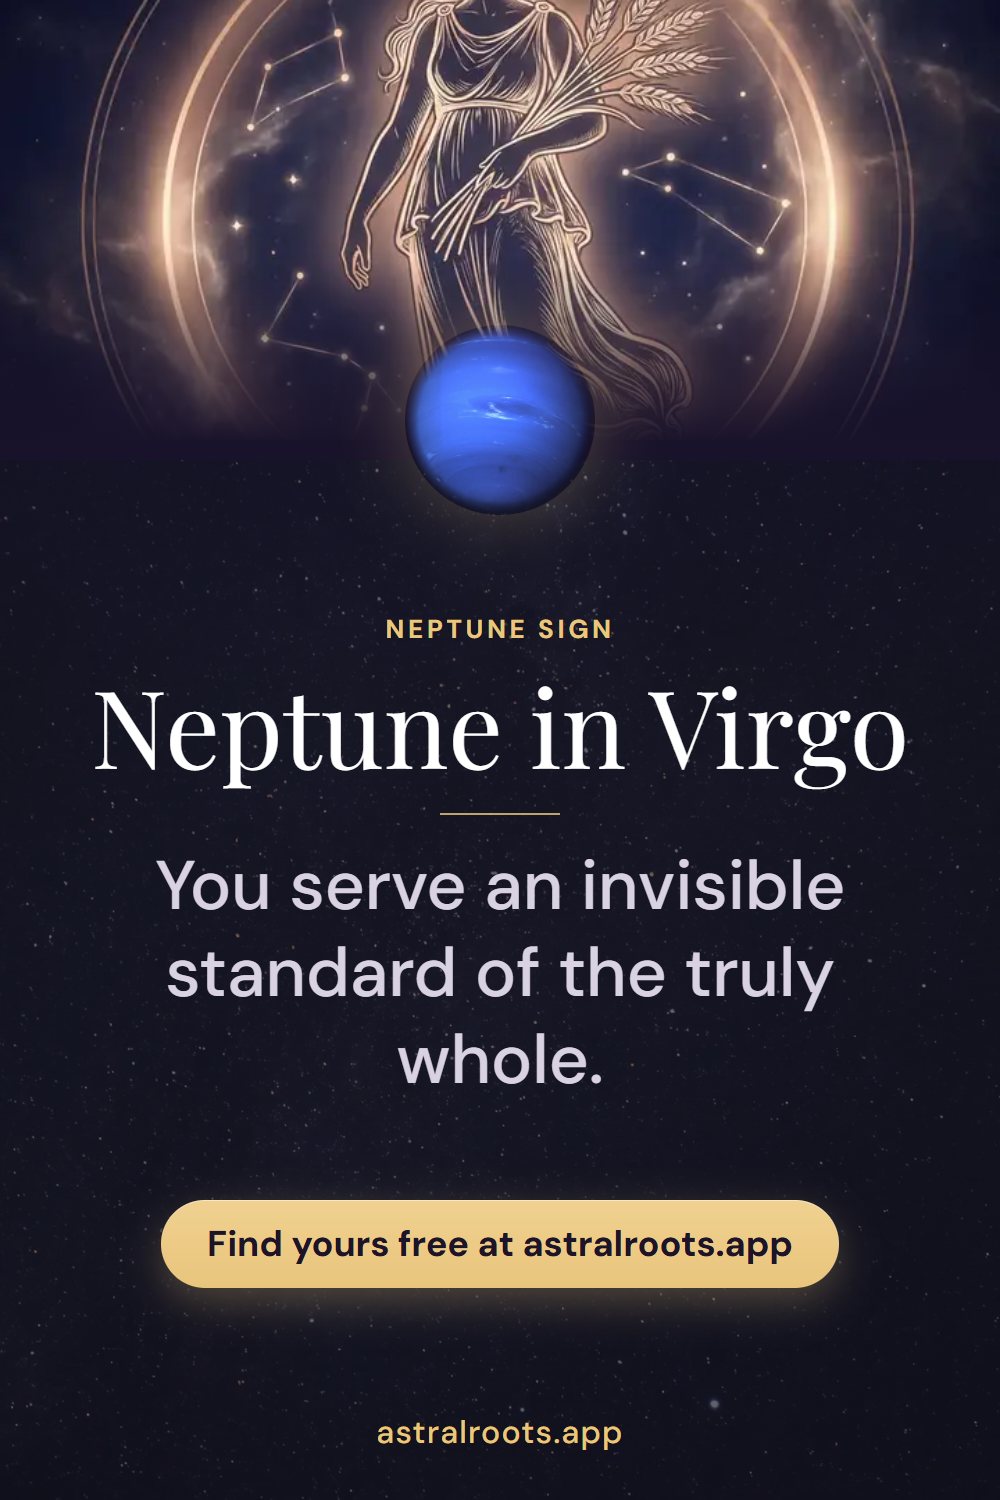 NEPTUNE SIGN
Neptune in Virgo
You serve an invisible
standard of the truly
whole.
Find yours free at astralroots.app
astralroots.app